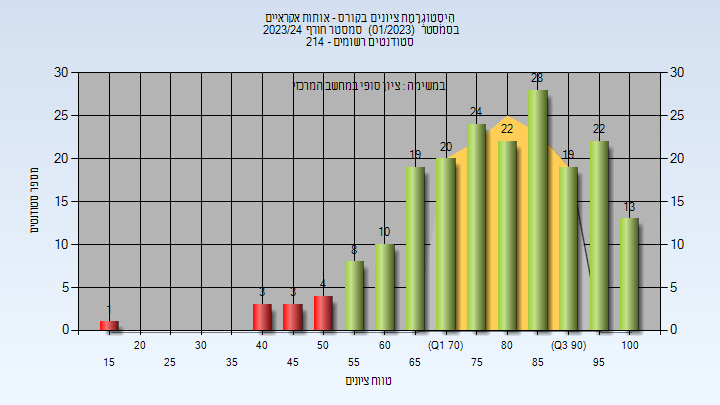 היסטוגרמת ציונים בקורס - אותות אקראיים
בסמסטר (01/2023) סמסטר חורף 2023/24
סטודנטים רשומים - 214
במשימה : ציון סופי במחשב המרכזי
מספר סטודנטים
30 25 20 15 10 5 0
30 25 20 15 10 5 0
1 3 3 4 8 10 19 20 24 22 28 19 22 13
20 30 40 50 60 (Q1 70) 80 (Q3 90) 100
15 25 35 45 55 65 75 85 95
טווח ציונים